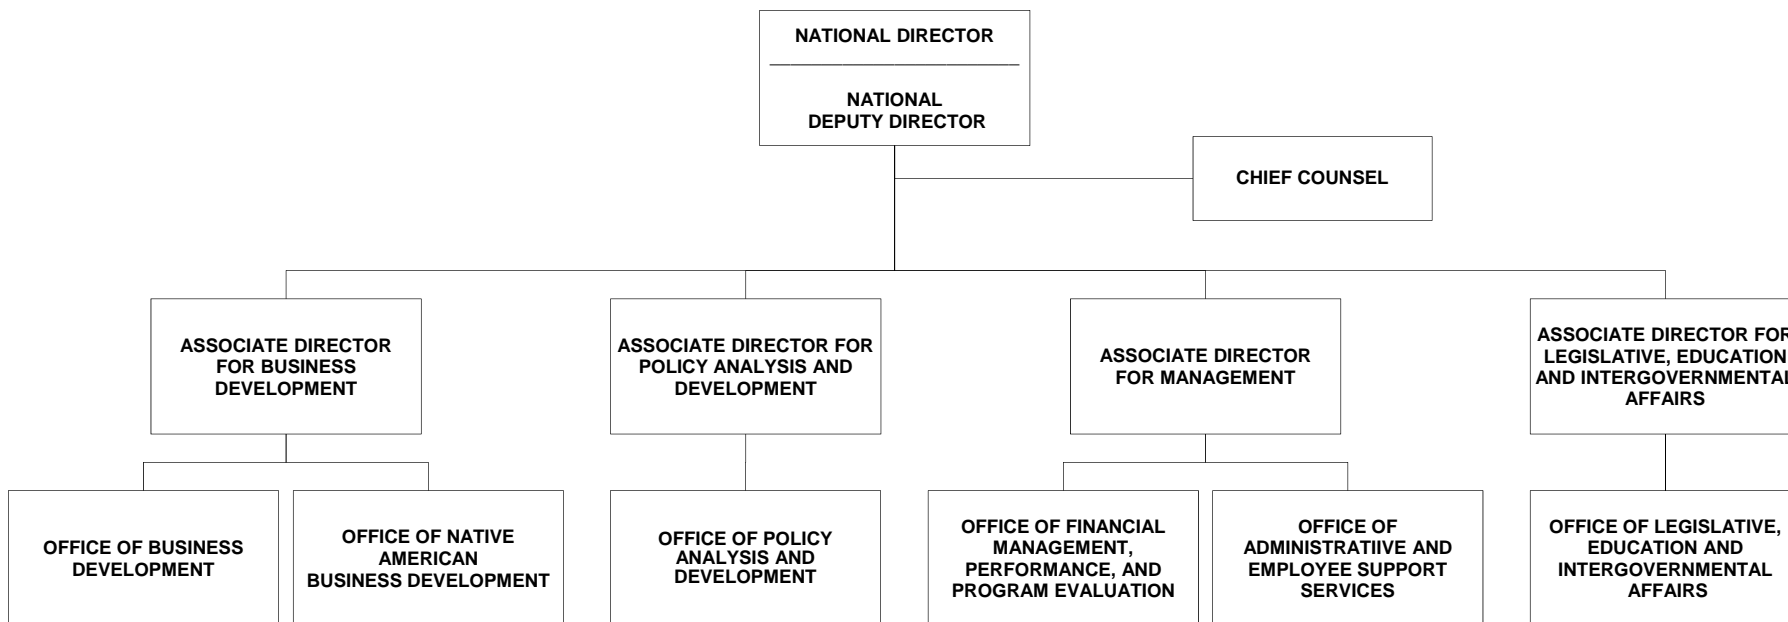 NATIONAL DIRECTOR
NATIONAL
DEPUTY DIRECTOR
CHIEF COUNSEL
ASSOCIATE DIRECTOR
FOR BUSINESS
DEVELOPMENT
ASSOCIATE DIRECTOR FOR
POLICY ANALYSIS AND
DEVELOPMENT
ASSOCIATE DIRECTOR
FOR MANAGEMENT
ASSOCIATE DIRECTOR FOR
LEGISLATIVE, EDUCATION
AND INTERGOVERNMENTAL
AFFAIRS
OFFICE OF BUSINESS
DEVELOPMENT
OFFICE OF NATIVE
AMERICAN
BUSINESS DEVELOPMENT
OFFICE OF POLICY
ANALYSIS AND
DEVELOPMENT
OFFICE OF FINANCIAL
MANAGEMENT,
PERFORMANCE, AND
PROGRAM EVALUATION
OFFICE OF
ADMINISTRATIIVE AND
EMPLOYEE SUPPORT
SERVICES
OFFICE OF LEGISLATIVE,
EDUCATION AND
INTERGOVERNMENTAL
AFFAIRS